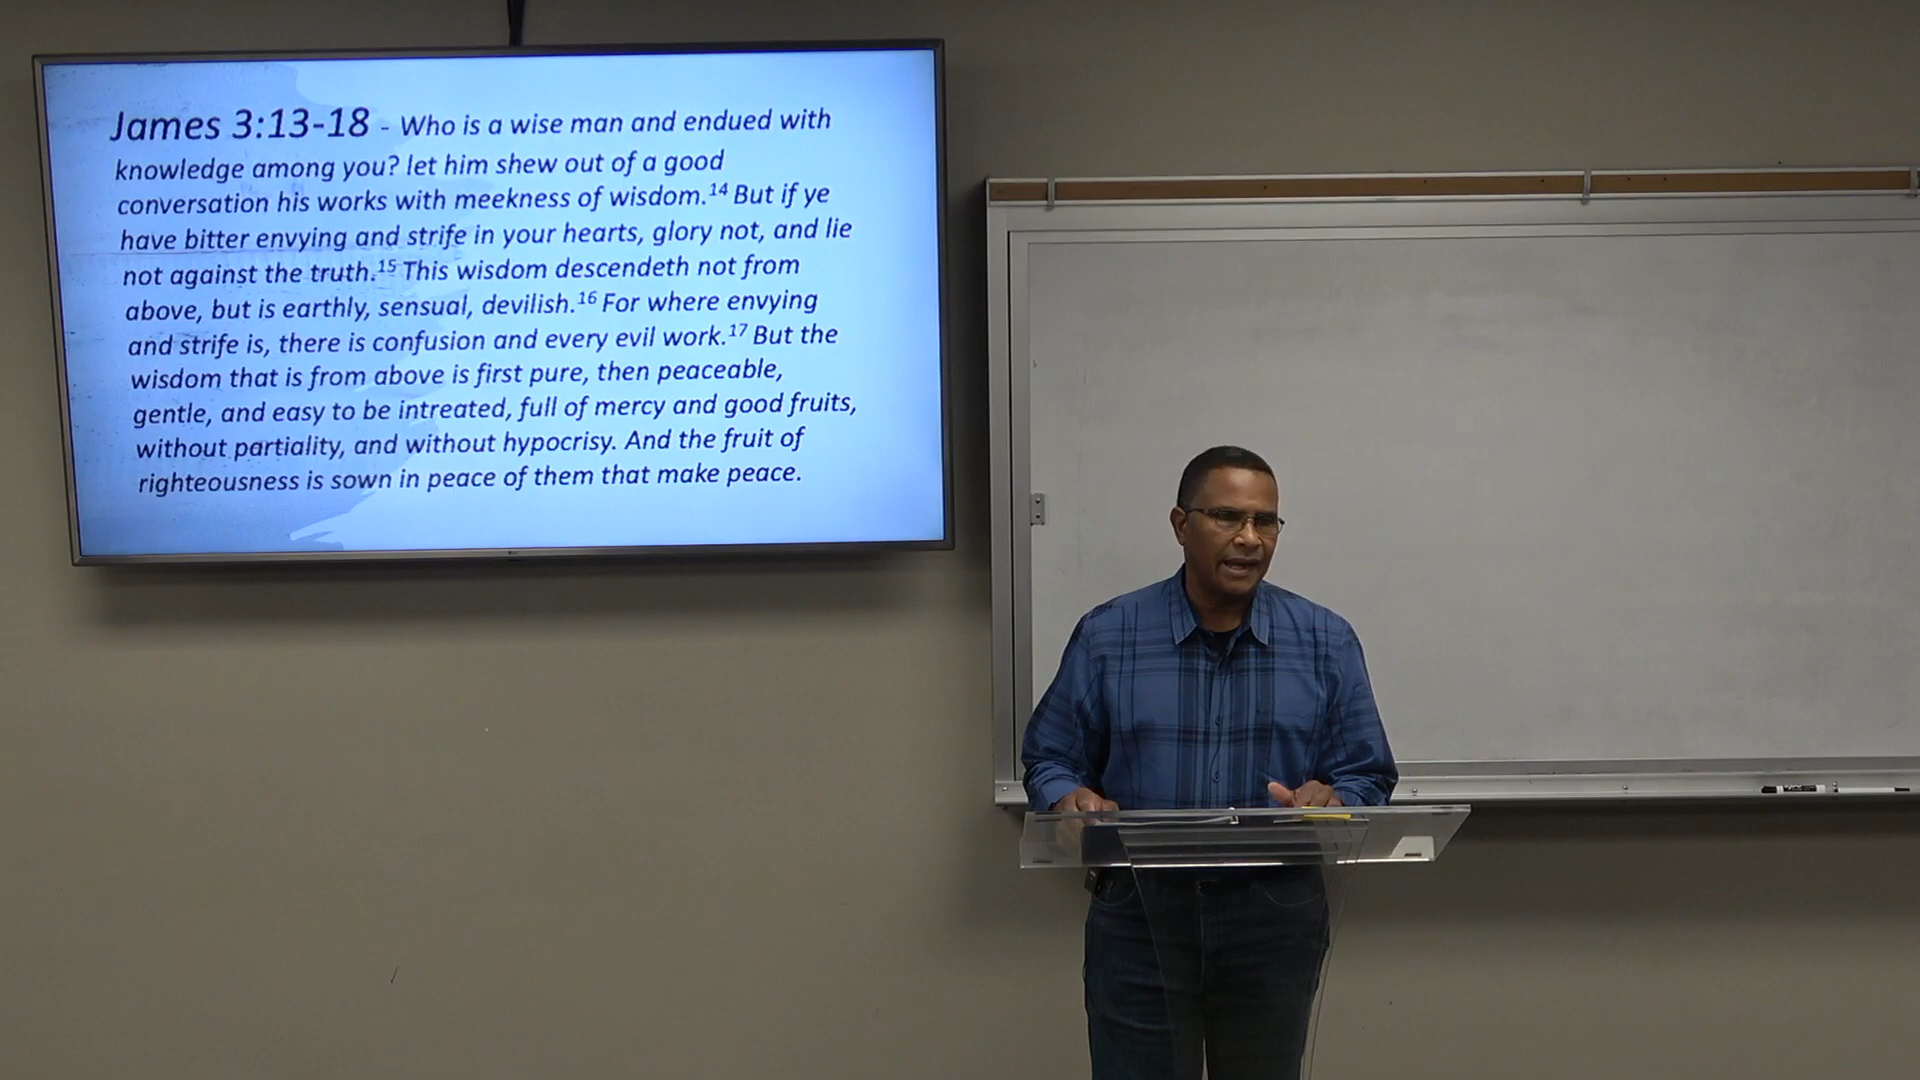 James 3:13-18 - Who is a wise man and endued with
knowledge among you? let him shew out of a good
conversation his works with meekness of wisdom.14 But if ye
have bitter envying and strife in your hearts, glory not, and lie
not against the truth.15 This wisdom descendeth not from
above, but is earthly, sensual, devilish.16 For where envying
and strife is, there is confusion and every evil work.17 But the
wisdom that is from above is first pure, then peaceable,
gentle, and easy to be intreated, full of mercy and good fruits,
without partiality, and without hypocrisy. And the fruit of
righteousness is sown in peace of them that make peace.